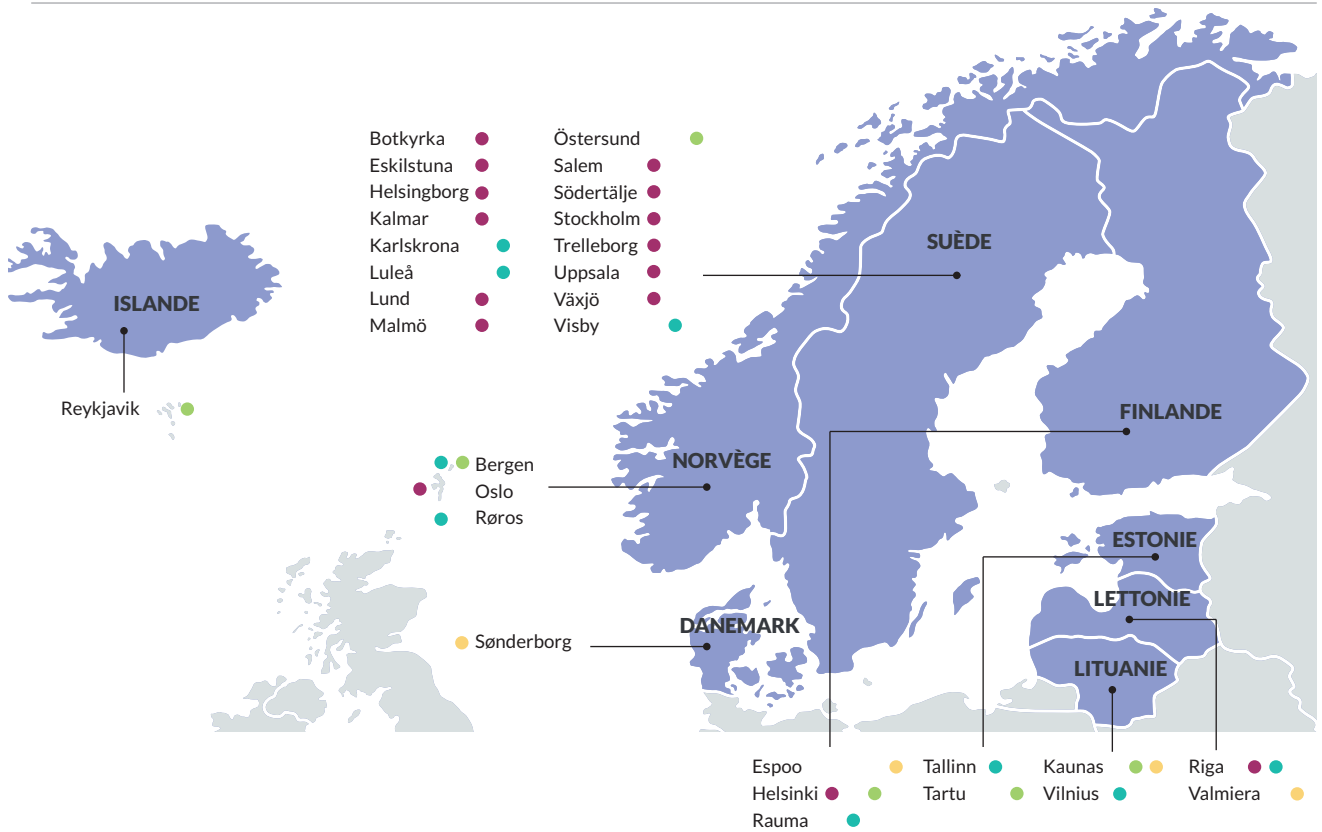 Botkyrka
Eskilstuna
Helsingborg
Kalmar
Karlskrona
Luleå
Lund
Malmö
Östersund
Salem
Södertälje
Stockholm
Trelleborg
Uppsala
Växjö
Visby
SUÈDE
ISLANDE
Reykjavik
FINLANDE
NORVÈGE
Bergen
Oslo
Røros
ESTONIE
LETTONIE
DANEMARK
Sønderborg
LITUANIE
Espoo
Helsinki
Rauma
Tallinn
Tartu
Kaunas
Vilnius
Riga
Valmiera